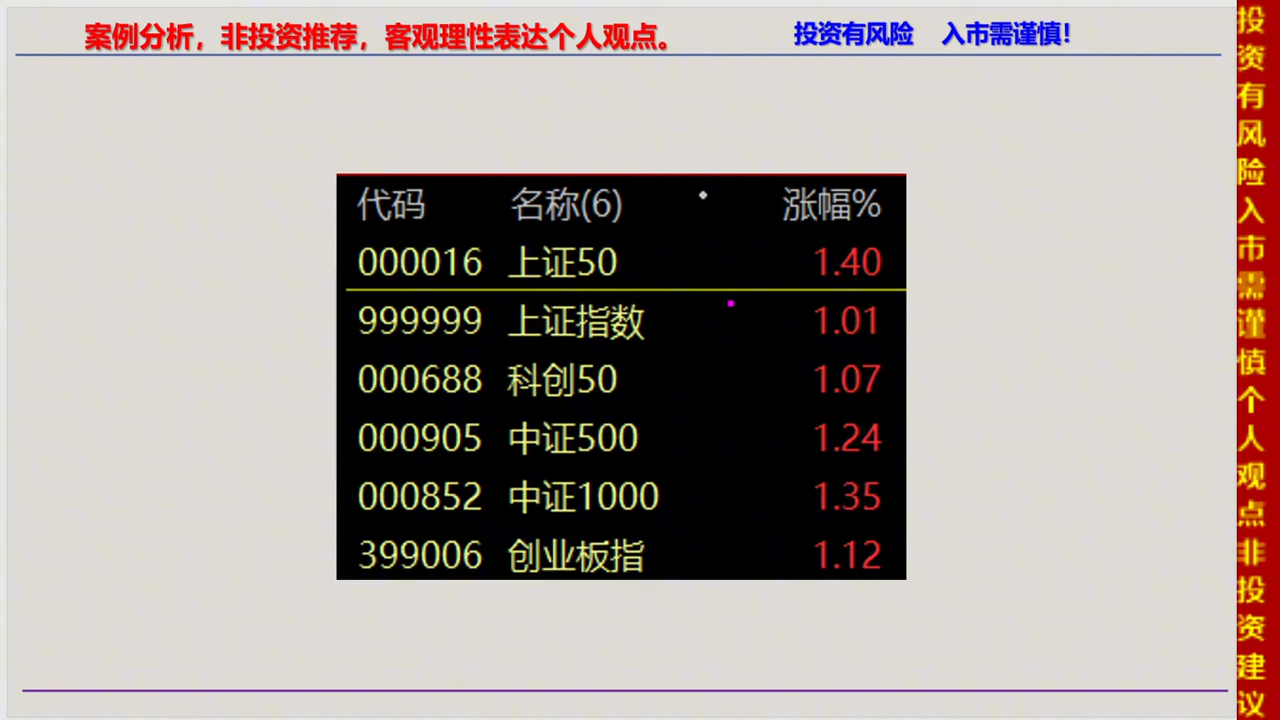 案例分析，非投资推荐，客观理性表达个人观点。
投资有风险 入市需谨慎！
代码 名称(6) 涨幅%
000016 上证50 1.40
999999 上证指数 1.01
000688 科创50 1.07
000905 中证500 1.24
000852 中证1000 1.35
399006 创业板指 1.12
投资有风险入市需谨慎个人观点非投资建议